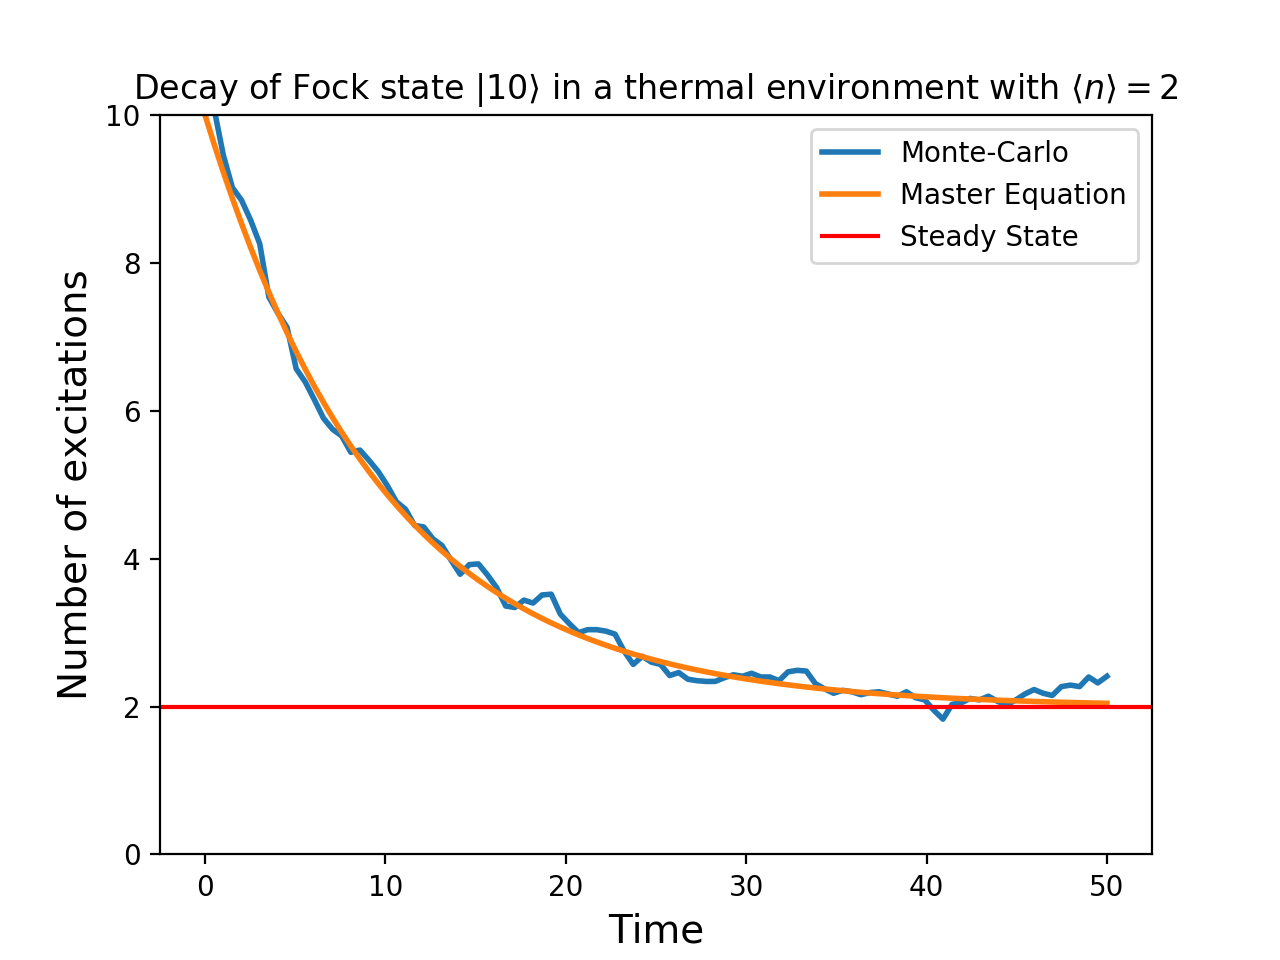 Decay of Fock state |10⟩ in a thermal environment with ⟨n⟩ = 2
10
8
6
4
2
0
Number of excitations
Monte-Carlo
Master Equation
Steady State
0 10 20 30 40 50
Time